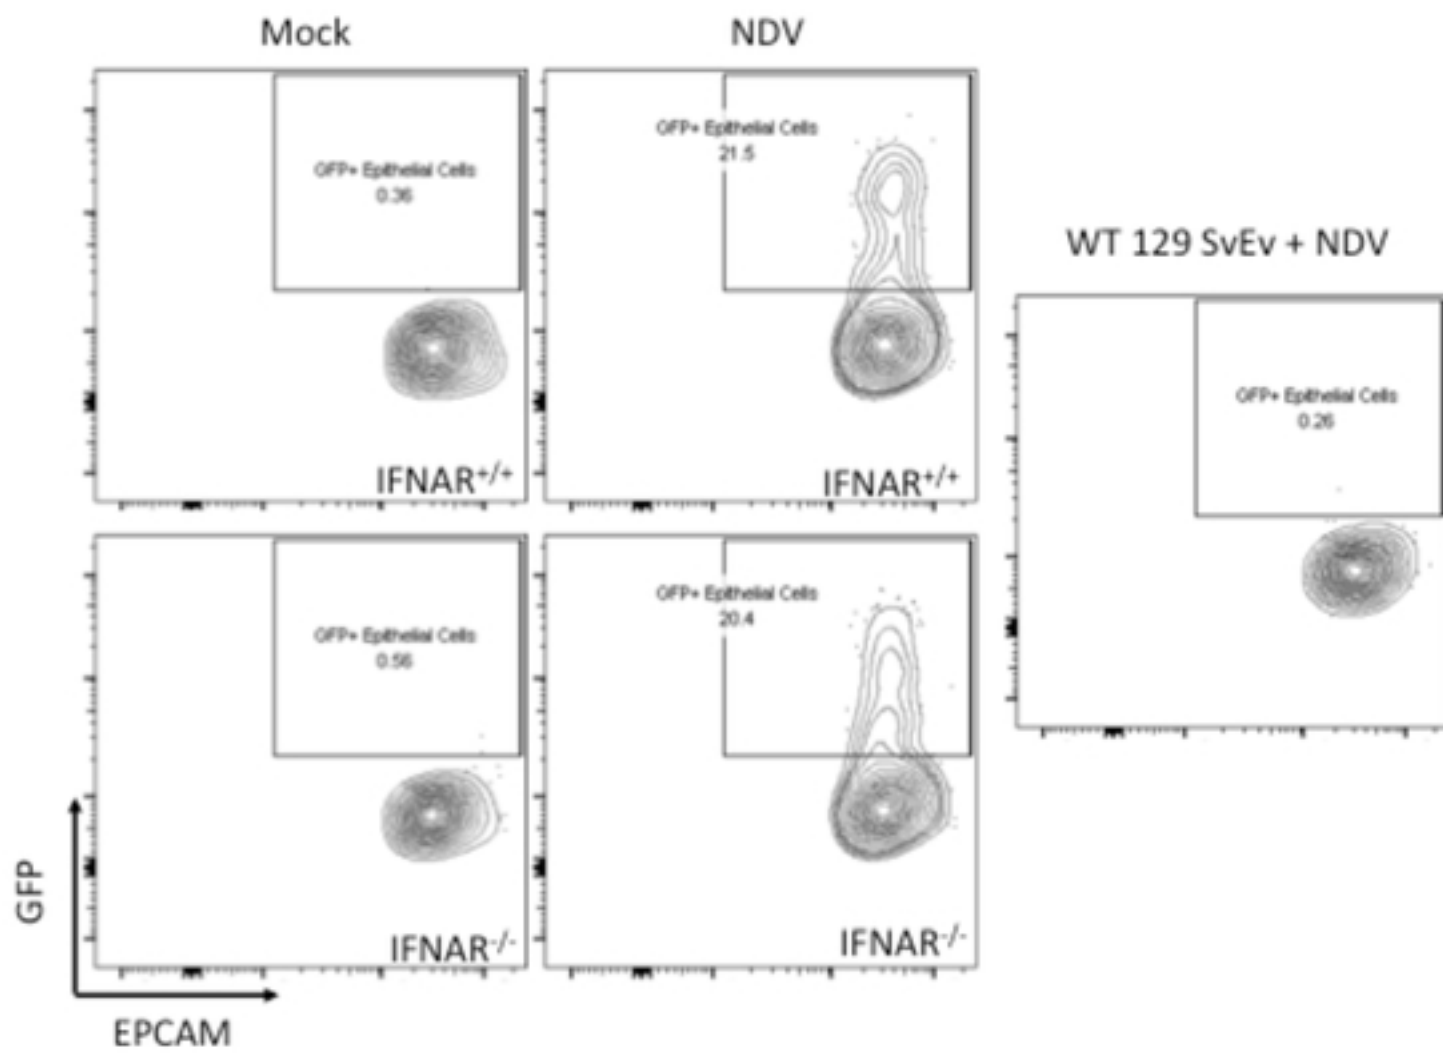 Mock
NDV
GFP+ Epithelial Cells
0.36
IFNAR+/+
GFP+ Epithelial Cells
21.5
IFNAR+/+
WT 129 SvEv + NDV
GFP+ Epithelial Cells
0.26
GFP+ Epithelial Cells
0.56
IFNAR-/-
GFP+ Epithelial Cells
20.4
IFNAR-/-
GFP
EPCAM